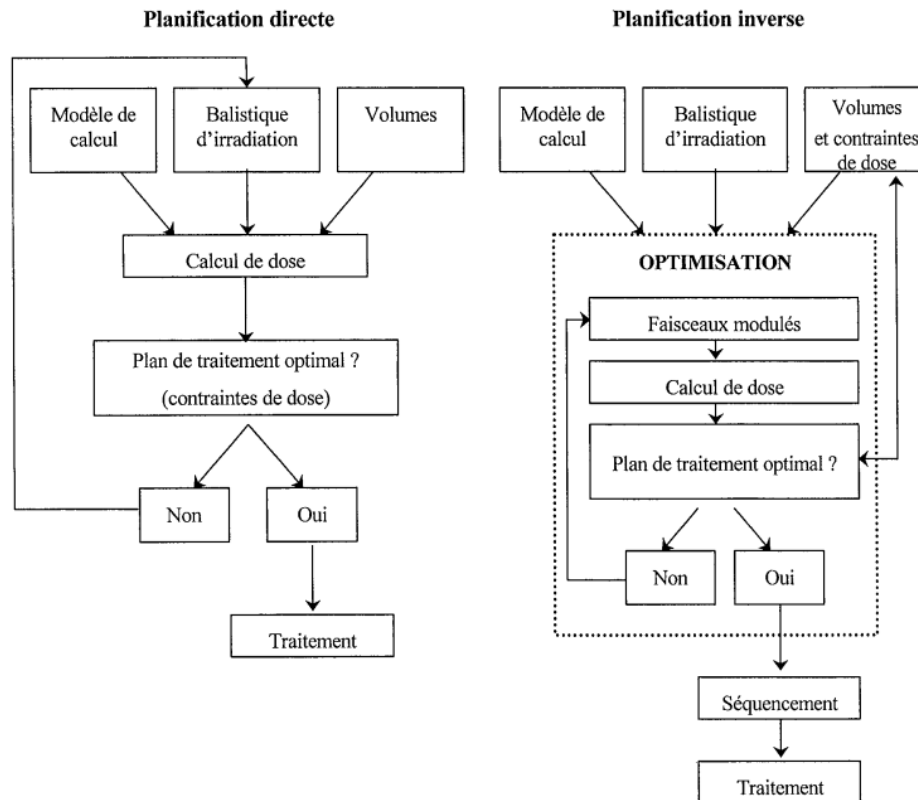 Planification directe
Modèle de
calcul
Balistique
d'irradiation
Volumes
Calcul de dose
Plan de traitement optimal ?
(contraintes de dose)
Non
Oui
Traitement
Planification inverse
Modèle de
calcul
Balistique
d'irradiation
Volumes
et contraintes
de dose
OPTIMISATION
Faisceaux modulés
Calcul de dose
Plan de traitement optimal ?
Non
Oui
Séquencement
Traitement